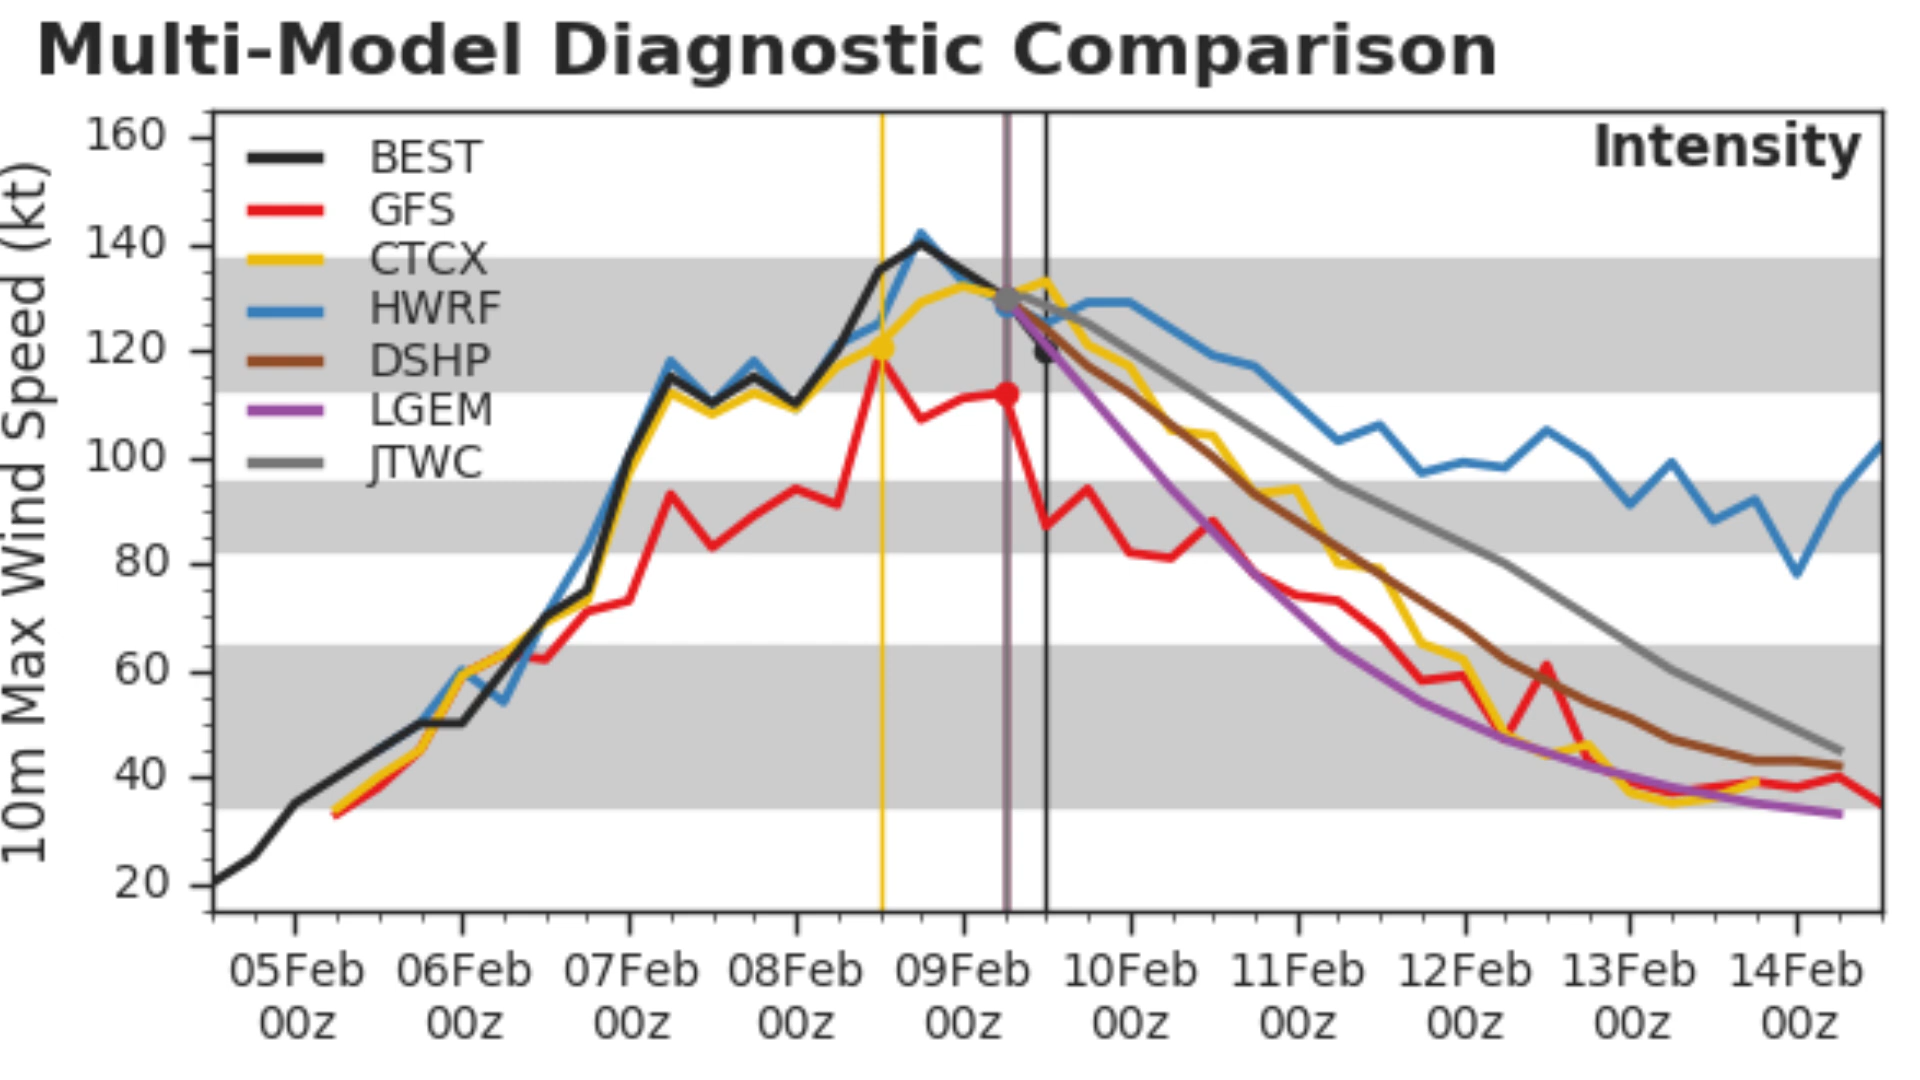 Multi-Model Diagnostic Comparison
10m Max Wind Speed (kt)
160
140
120
100
80
60
40
20
BEST
GFS
CTCX
HWRF
DSHP
LGEM
JTWC
Intensity
05Feb 06Feb 07Feb 08Feb 09Feb 10Feb 11Feb 12Feb 13Feb 14Feb
00z 00z 00z 00z 00z 00z 00z 00z 00z 00z